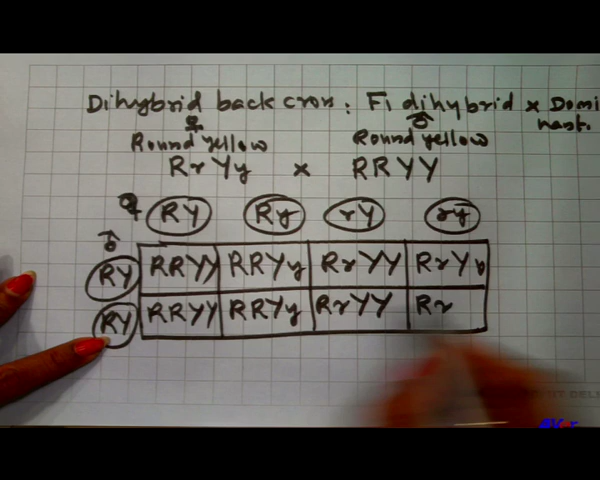 Dihybrid back cross: F1 dihybrid × Domi
nant.
♀ ♂
Round yellow Round yellow
RrYy × RRYY
♀ RY Ry rY ry
♂
RY RRYY RRYy RrYY RrYy
RY RRYY RRYy RrYY Rr